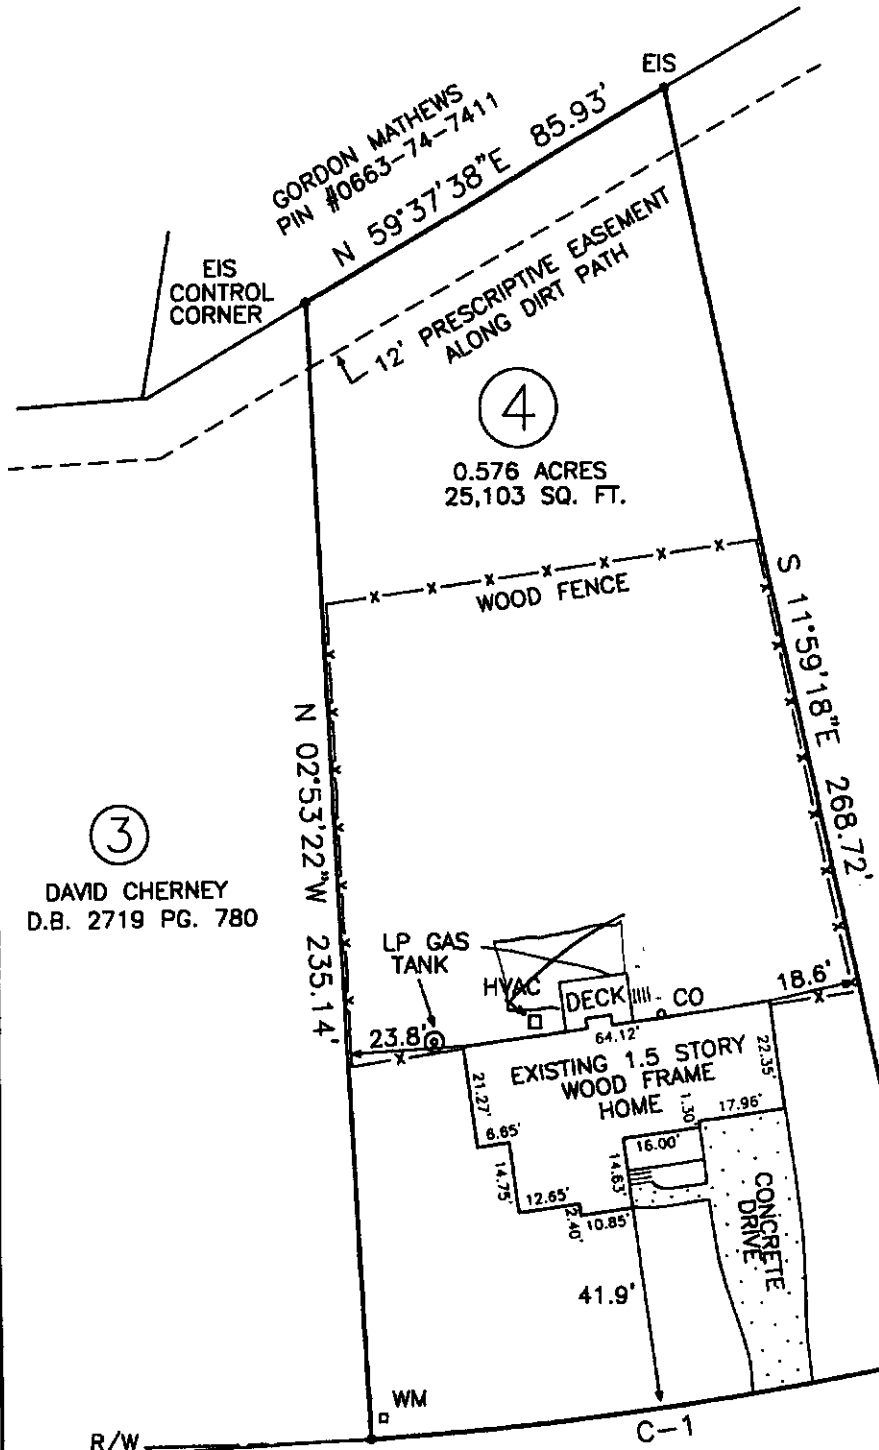 EIS
GORDON MATHEWS
PIN #0663-74-7411
N 59°37'38"E 85.93'
EIS
CONTROL
CORNER
12' PRESCRIPTIVE EASEMENT
ALONG DIRT PATH
4
0.576 ACRES
25,103 SQ. FT.
WOOD FENCE
S 11°59'18"E 268.72'
N 02°53'22"W 235.14'
3
DAVID CHERNEY
D.B. 2719 PG. 780
LP GAS
TANK
HVAC
DECK
CO
18.6'
23.8'
64.12'
EXISTING 1.5 STORY
WOOD FRAME
HOME
22.35'
21.27'
6.65'
14.75'
12.65'
2.40'
10.85'
14.63'
16.00'
1.30'
17.96'
CONCRETE
DRIVE
41.9'
WM
R/W
C-1